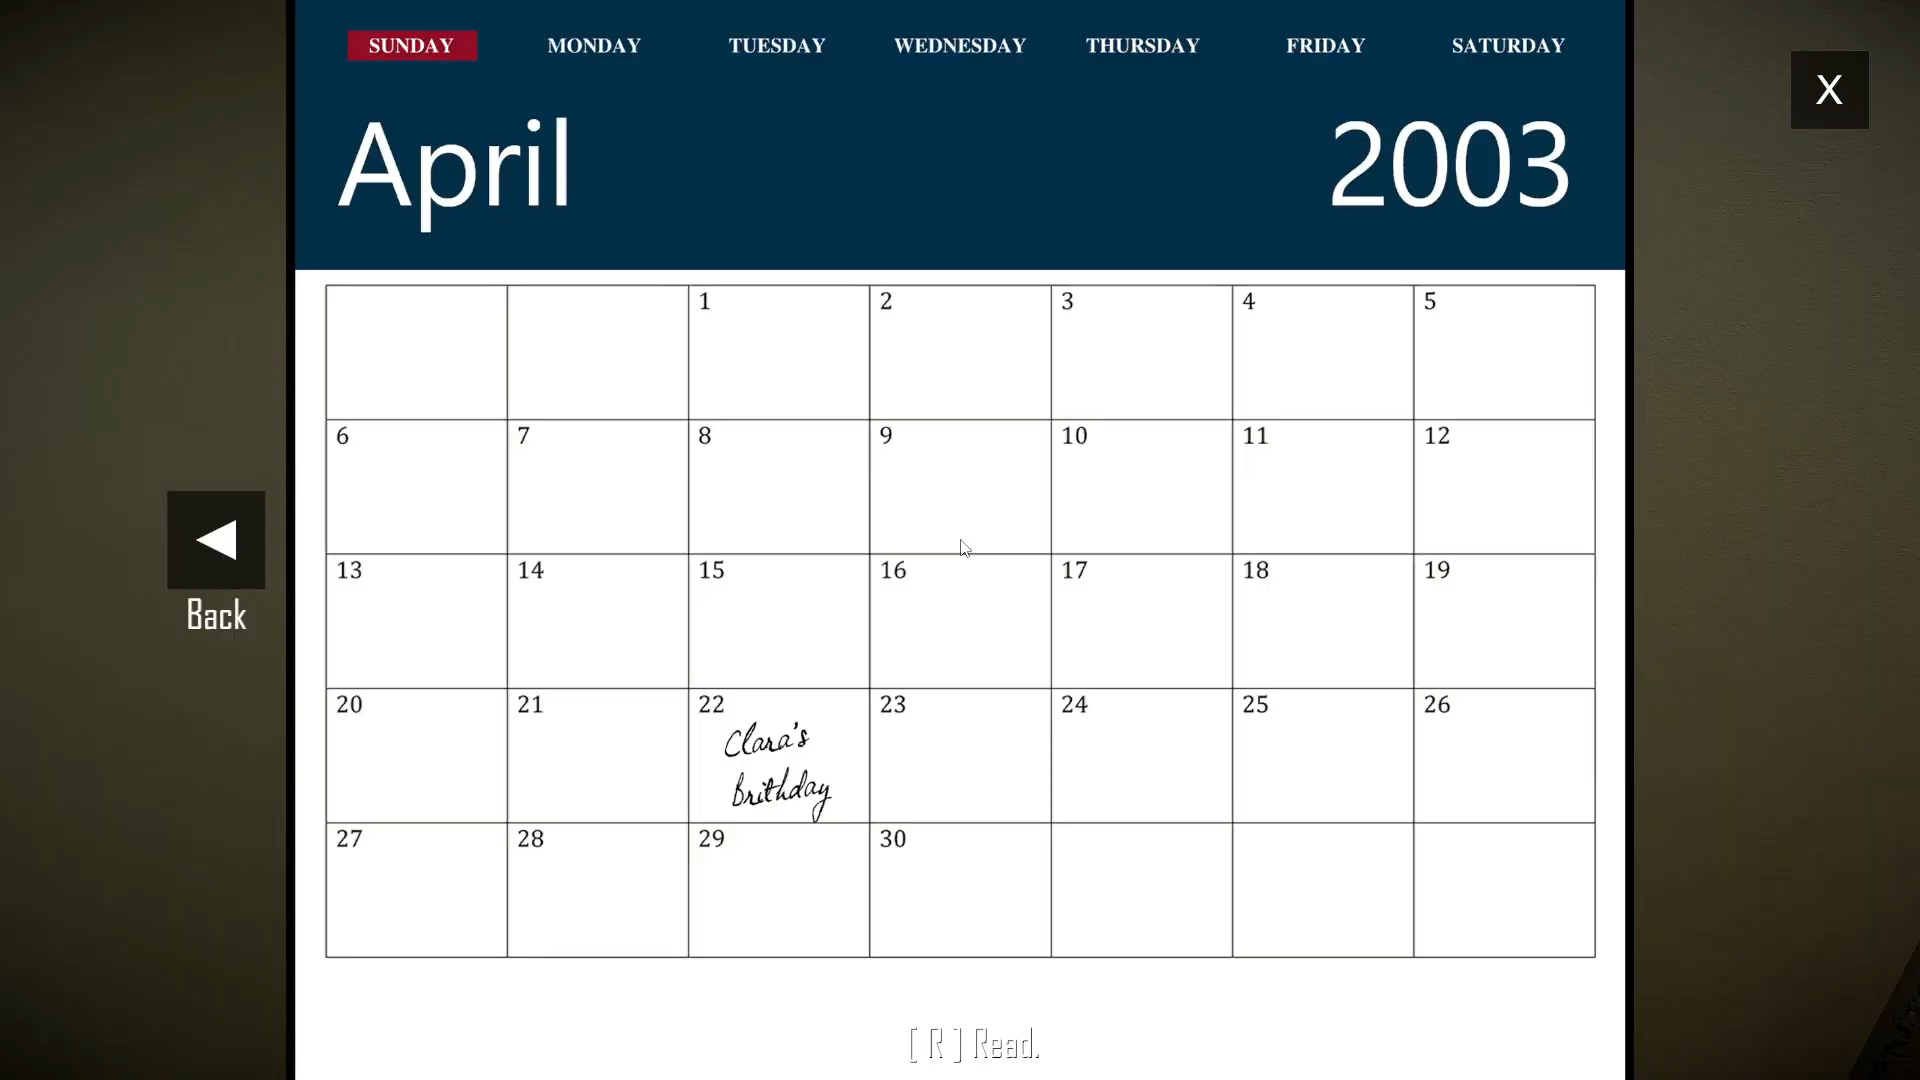 SUNDAY MONDAY TUESDAY WEDNESDAY THURSDAY FRIDAY SATURDAY
X
April 2003
1 2 3 4 5
6 7 8 9 10 11 12
13 14 15 16 17 18 19
20 21 22 23 24 25 26
Clara's
Brithday
27 28 29 30
Back
[ R ] Read.